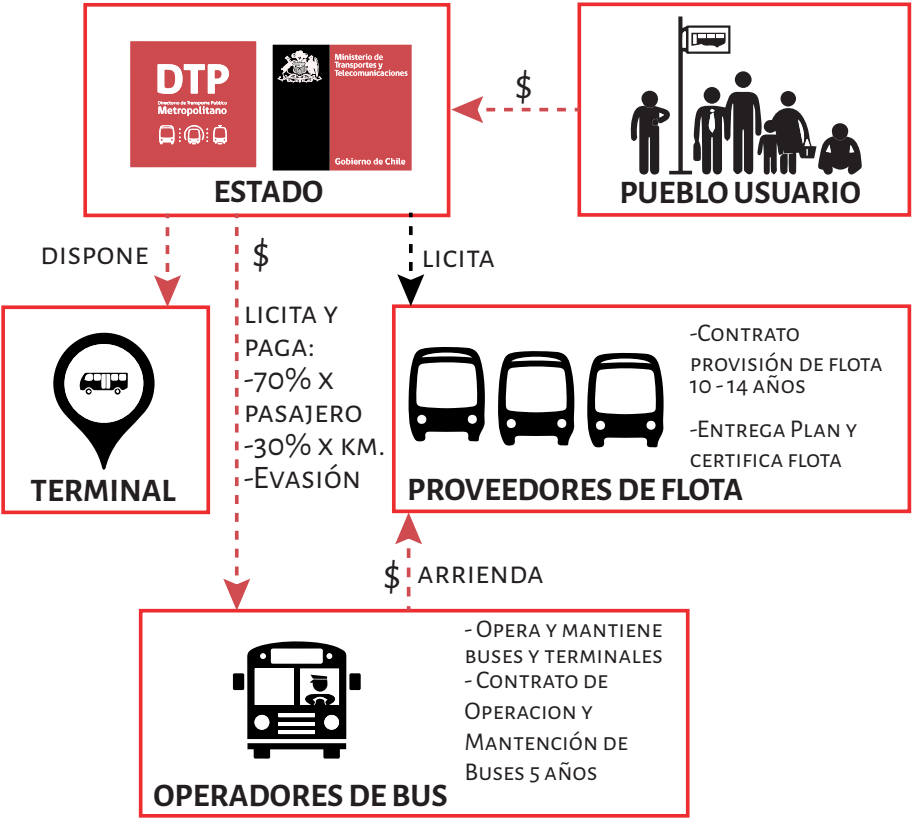 DTP
Directorio de Transporte Público
Metropolitano
Ministerio de
Transportes y
Telecomunicaciones
Gobierno de Chile
ESTADO
$
PUEBLO USUARIO
DISPONE
$
LICITA
LICITA Y
PAGA:
-70% X
PASAJERO
-30% X KM.
-EVASIÓN
TERMINAL
-CONTRATO
PROVISIÓN DE FLOTA
10 - 14 AÑOS
-ENTREGA PLAN Y
CERTIFICA FLOTA
PROVEEDORES DE FLOTA
$ ARRIENDA
- OPERA Y MANTIENE
BUSES Y TERMINALES
- CONTRATO DE
OPERACION Y
MANTENCIÓN DE
BUSES 5 AÑOS
OPERADORES DE BUS